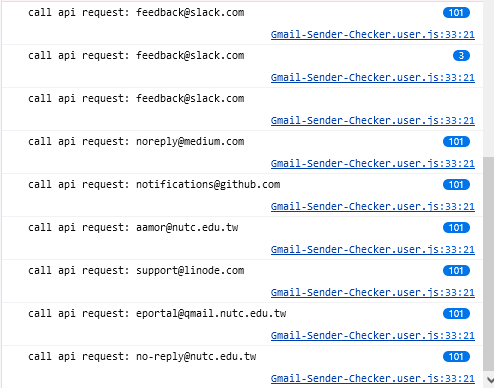 call api request: feedback@slack.com 101
Gmail-Sender-Checker.user.js:33:21
call api request: feedback@slack.com 3
Gmail-Sender-Checker.user.js:33:21
call api request: feedback@slack.com
Gmail-Sender-Checker.user.js:33:21
call api request: noreply@medium.com 101
Gmail-Sender-Checker.user.js:33:21
call api request: notifications@github.com 101
Gmail-Sender-Checker.user.js:33:21
call api request: aamor@nutc.edu.tw 101
Gmail-Sender-Checker.user.js:33:21
call api request: support@linode.com 101
Gmail-Sender-Checker.user.js:33:21
call api request: eportal@qmail.nutc.edu.tw 101
Gmail-Sender-Checker.user.js:33:21
call api request: no-reply@nutc.edu.tw 101
Gmail-Sender-Checker.user.js:33:21